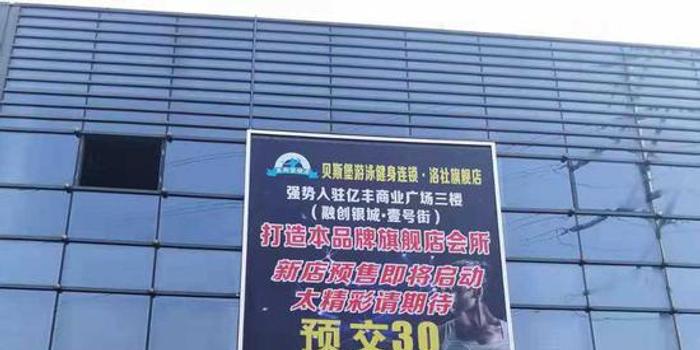 贝斯堡游泳健身连锁·洛社旗舰店
强势入驻亿丰商业广场三楼
(融创银城·壹号街)
打造本品牌旗舰店会所
新店预售即将启动
太精彩请期待
预交30